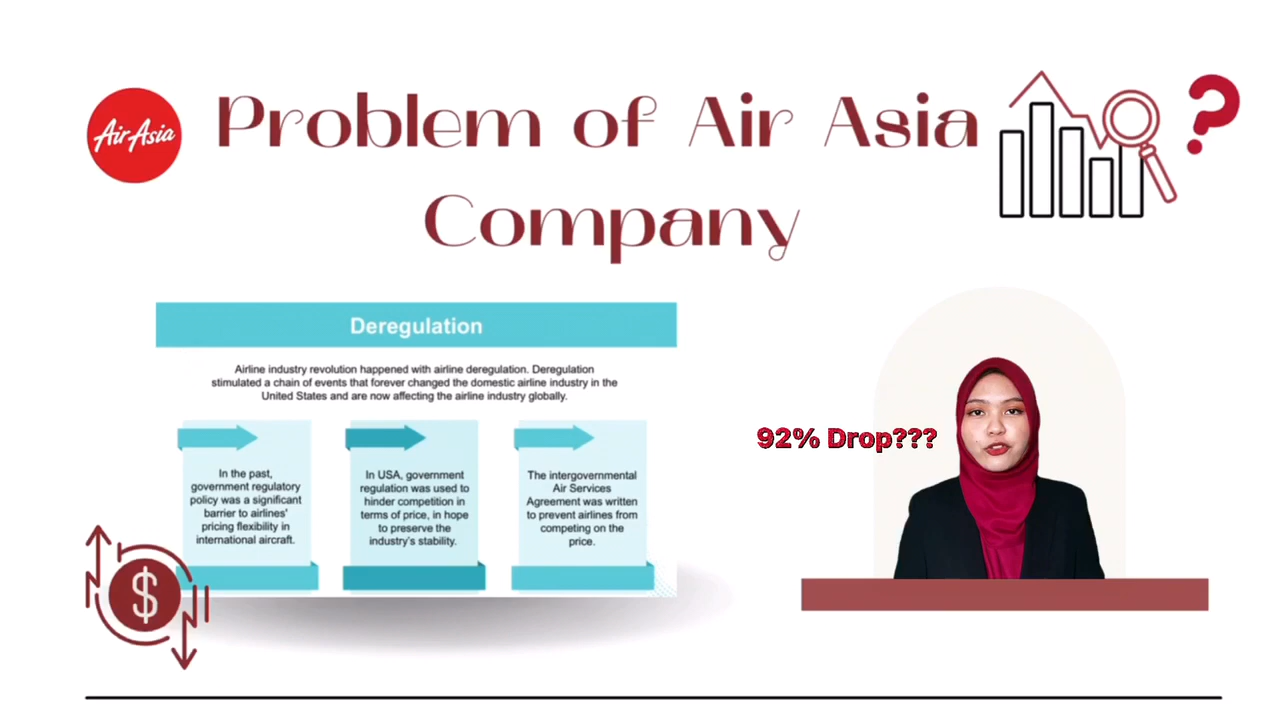 AirAsia
Problem of Air Asia
Company
Deregulation
Airline industry revolution happened with airline deregulation. Deregulation
stimulated a chain of events that forever changed the domestic airline industry in the
United States and are now affecting the airline industry globally.
In the past,
government regulatory
policy was a significant
barrier to airlines'
pricing flexibility in
international aircraft.
In USA, government
regulation was used to
hinder competition in
terms of price, in hope
to preserve the
industry's stability.
The intergovernmental
Air Services
Agreement was written
to prevent airlines from
competing on the
price.
92% Drop???
$
?